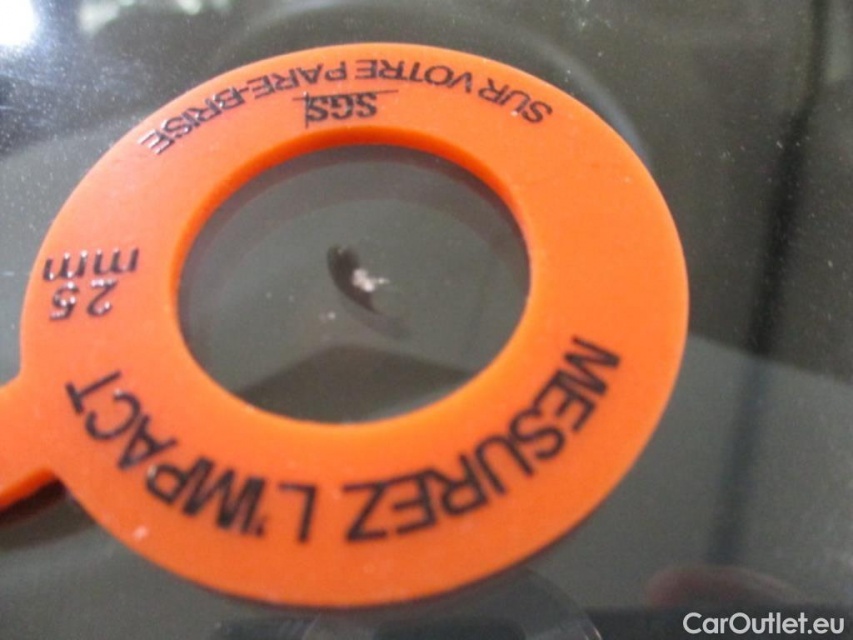 MESUREZ L'IMPACT
SGS
SUR VOTRE PARE-BRISE
25
mm
CarOutlet.eu